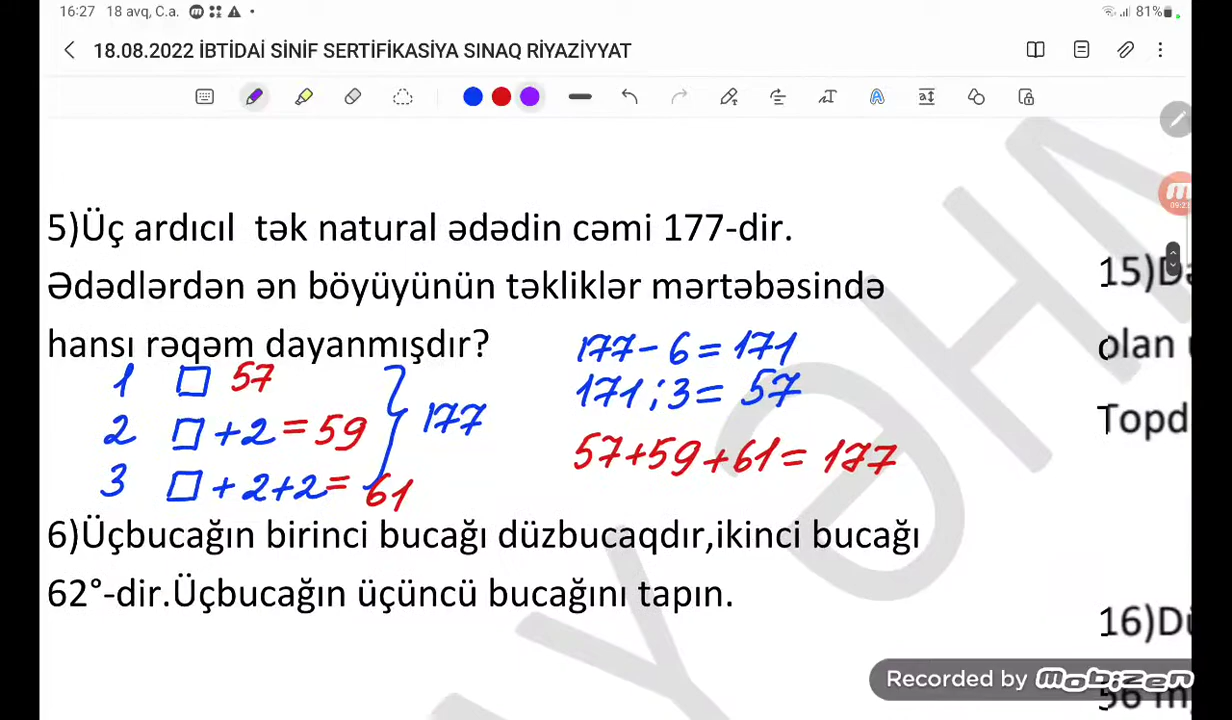 16:27 18 avq, C.a.
81%
18.08.2022 İBTİDAİ SİNİF SERTİFİKASİYA SINAQ RİYAZİYYAT
09:21
5)Üç ardıcıl tək natural ədədin cəmi 177-dir.
Ədədlərdən ən böyüyünün təkliklər mərtəbəsində
hansı rəqəm dayanmışdır?
177-6=171
1 □ 57
171:3=57
2 □+2=59
177
57+59+61=177
3 □+2+2=61
6)Üçbucağın birinci bucağı düzbucaqdır,ikinci bucağı
62°-dir.Üçbucağın üçüncü bucağını tapın.
15)Də
olan
Topd
16)Dü
Recorded by mobizen